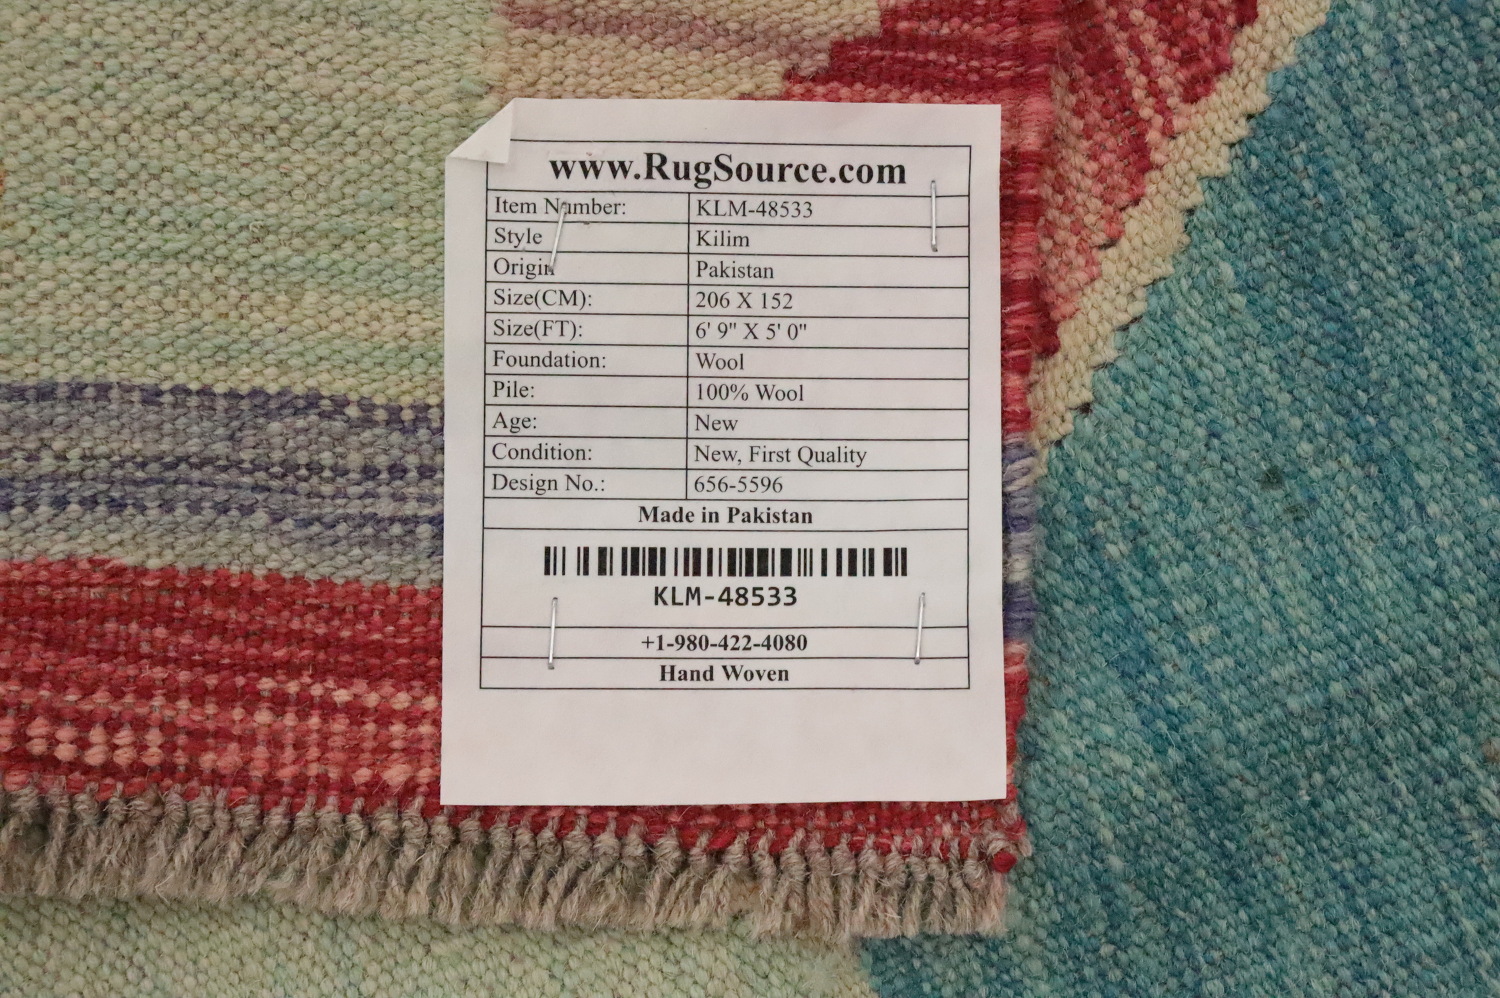 www.RugSource.com
Item Number: KLM-48533
Style Kilim
Origin Pakistan
Size(CM): 206 X 152
Size(FT): 6' 9" X 5' 0"
Foundation: Wool
Pile: 100% Wool
Age: New
Condition: New, First Quality
Design No.: 656-5596
Made in Pakistan
KLM-48533
+1-980-422-4080
Hand Woven